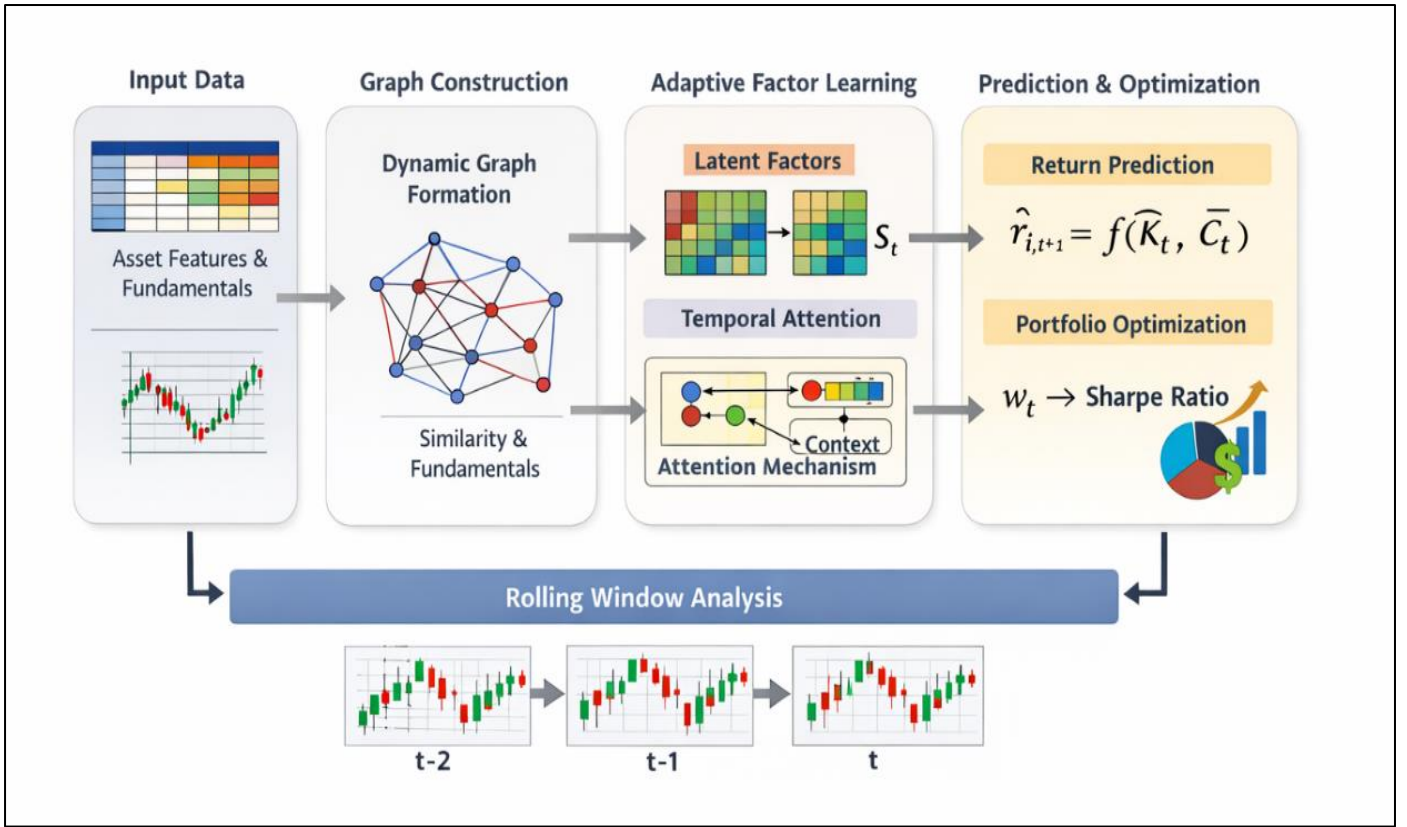 Input Data
Graph Construction
Adaptive Factor Learning
Prediction & Optimization
Asset Features &
Fundamentals
Dynamic Graph
Formation
Similarity &
Fundamentals
Latent Factors
S_t
Temporal Attention
Context
Attention Mechanism
Return Prediction
r̂_{i,t+1} = f(K̂_t, C̄_t)
Portfolio Optimization
w_t → Sharpe Ratio
$
Rolling Window Analysis
t-2
t-1
t